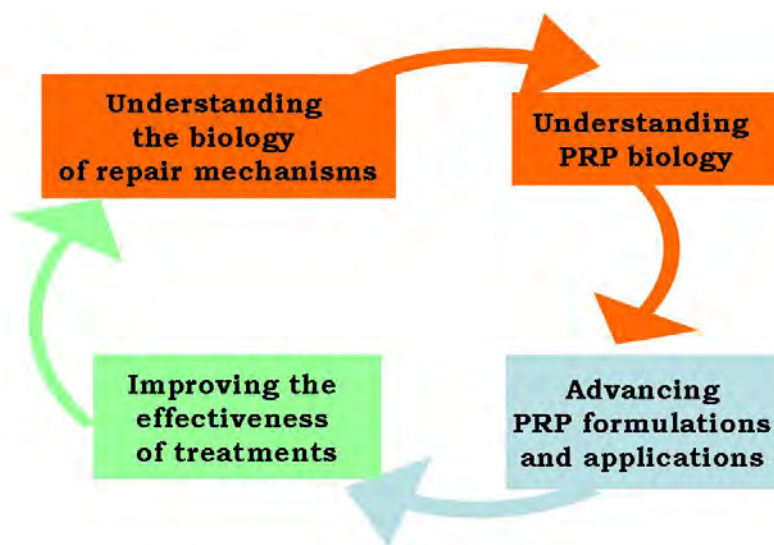 Understanding
the biology
of repair mechanisms
Understanding
PRP biology
Improving the
effectiveness
of treatments
Advancing
PRP formulations
and applications